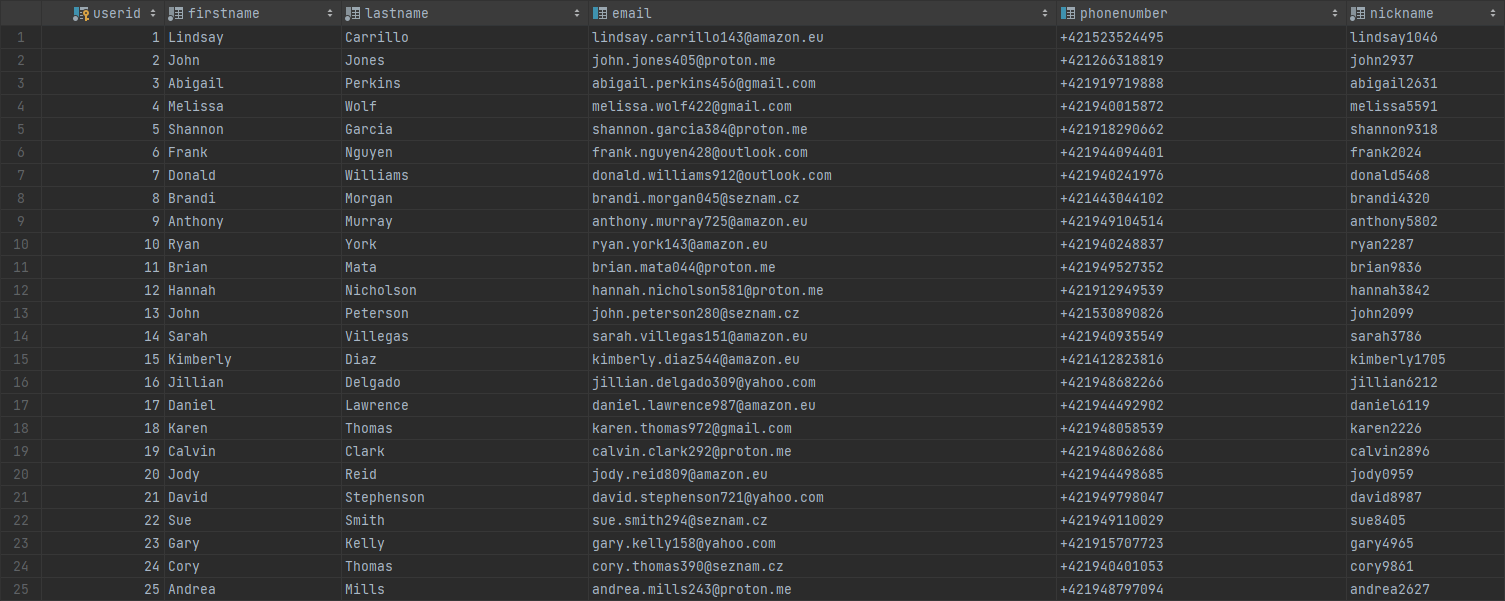 userid firstname lastname email phonenumber nickname
1 1 Lindsay Carrillo lindsay.carrillo143@amazon.eu +421523524495 lindsay1046
2 2 John Jones john.jones405@proton.me +421266318819 john2937
3 3 Abigail Perkins abigail.perkins456@gmail.com +421919719888 abigail2631
4 4 Melissa Wolf melissa.wolf422@gmail.com +421940015872 melissa5591
5 5 Shannon Garcia shannon.garcia384@proton.me +421918290662 shannon9318
6 6 Frank Nguyen frank.nguyen428@outlook.com +421944094401 frank2024
7 7 Donald Williams donald.williams912@outlook.com +421940241976 donald5468
8 8 Brandi Morgan brandi.morgan045@seznam.cz +421443044102 brandi4320
9 9 Anthony Murray anthony.murray725@amazon.eu +421949104514 anthony5802
10 10 Ryan York ryan.york143@amazon.eu +421940248837 ryan2287
11 11 Brian Mata brian.mata044@proton.me +421949527352 brian9836
12 12 Hannah Nicholson hannah.nicholson581@proton.me +421912949539 hannah3842
13 13 John Peterson john.peterson280@seznam.cz +421530890826 john2099
14 14 Sarah Villegas sarah.villegas151@amazon.eu +421940935549 sarah3786
15 15 Kimberly Diaz kimberly.diaz544@amazon.eu +421412823816 kimberly1705
16 16 Jillian Delgado jillian.delgado309@yahoo.com +421948682266 jillian6212
17 17 Daniel Lawrence daniel.lawrence987@amazon.eu +421944492902 daniel6119
18 18 Karen Thomas karen.thomas972@gmail.com +421948058539 karen2226
19 19 Calvin Clark calvin.clark292@proton.me +421948062686 calvin2896
20 20 Jody Reid jody.reid809@amazon.eu +421944498685 jody0959
21 21 David Stephenson david.stephenson721@yahoo.com +421949798047 david8987
22 22 Sue Smith sue.smith294@seznam.cz +421949110029 sue8405
23 23 Gary Kelly gary.kelly158@yahoo.com +421915707723 gary4965
24 24 Cory Thomas cory.thomas390@seznam.cz +421940401053 cory9861
25 25 Andrea Mills andrea.mills243@proton.me +421948797094 andrea2627